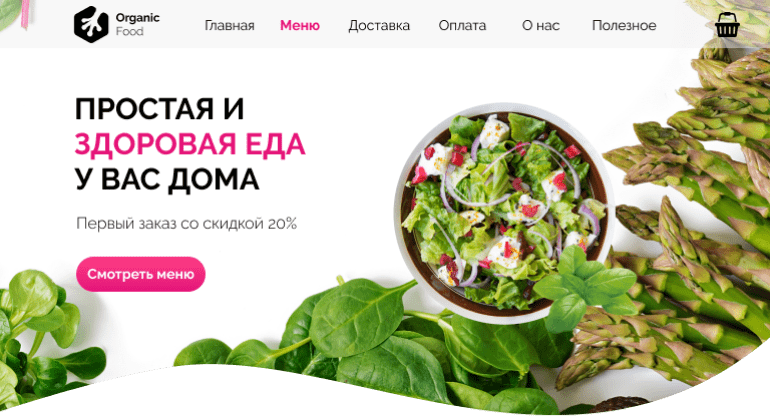 Organic
Food
Главная Меню Доставка Оплата О нас Полезное
ПРОСТАЯ И
ЗДОРОВАЯ ЕДА
У ВАС ДОМА
Первый заказ со скидкой 20%
Смотреть меню